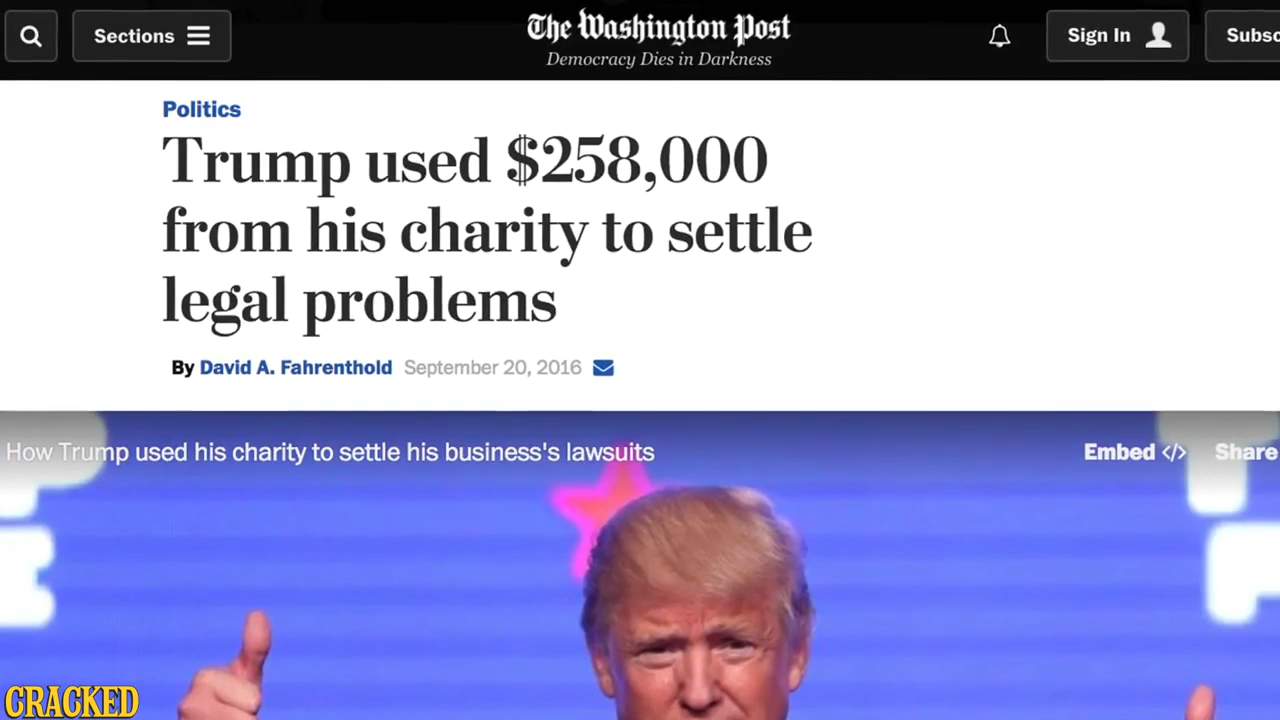 Sections
The Washington Post
Democracy Dies in Darkness
Sign In
Subsc
Politics
Trump used $258,000
from his charity to settle
legal problems
By David A. Fahrenthold September 20, 2016
How Trump used his charity to settle his business's lawsuits
Embed </>
Share
CRACKED